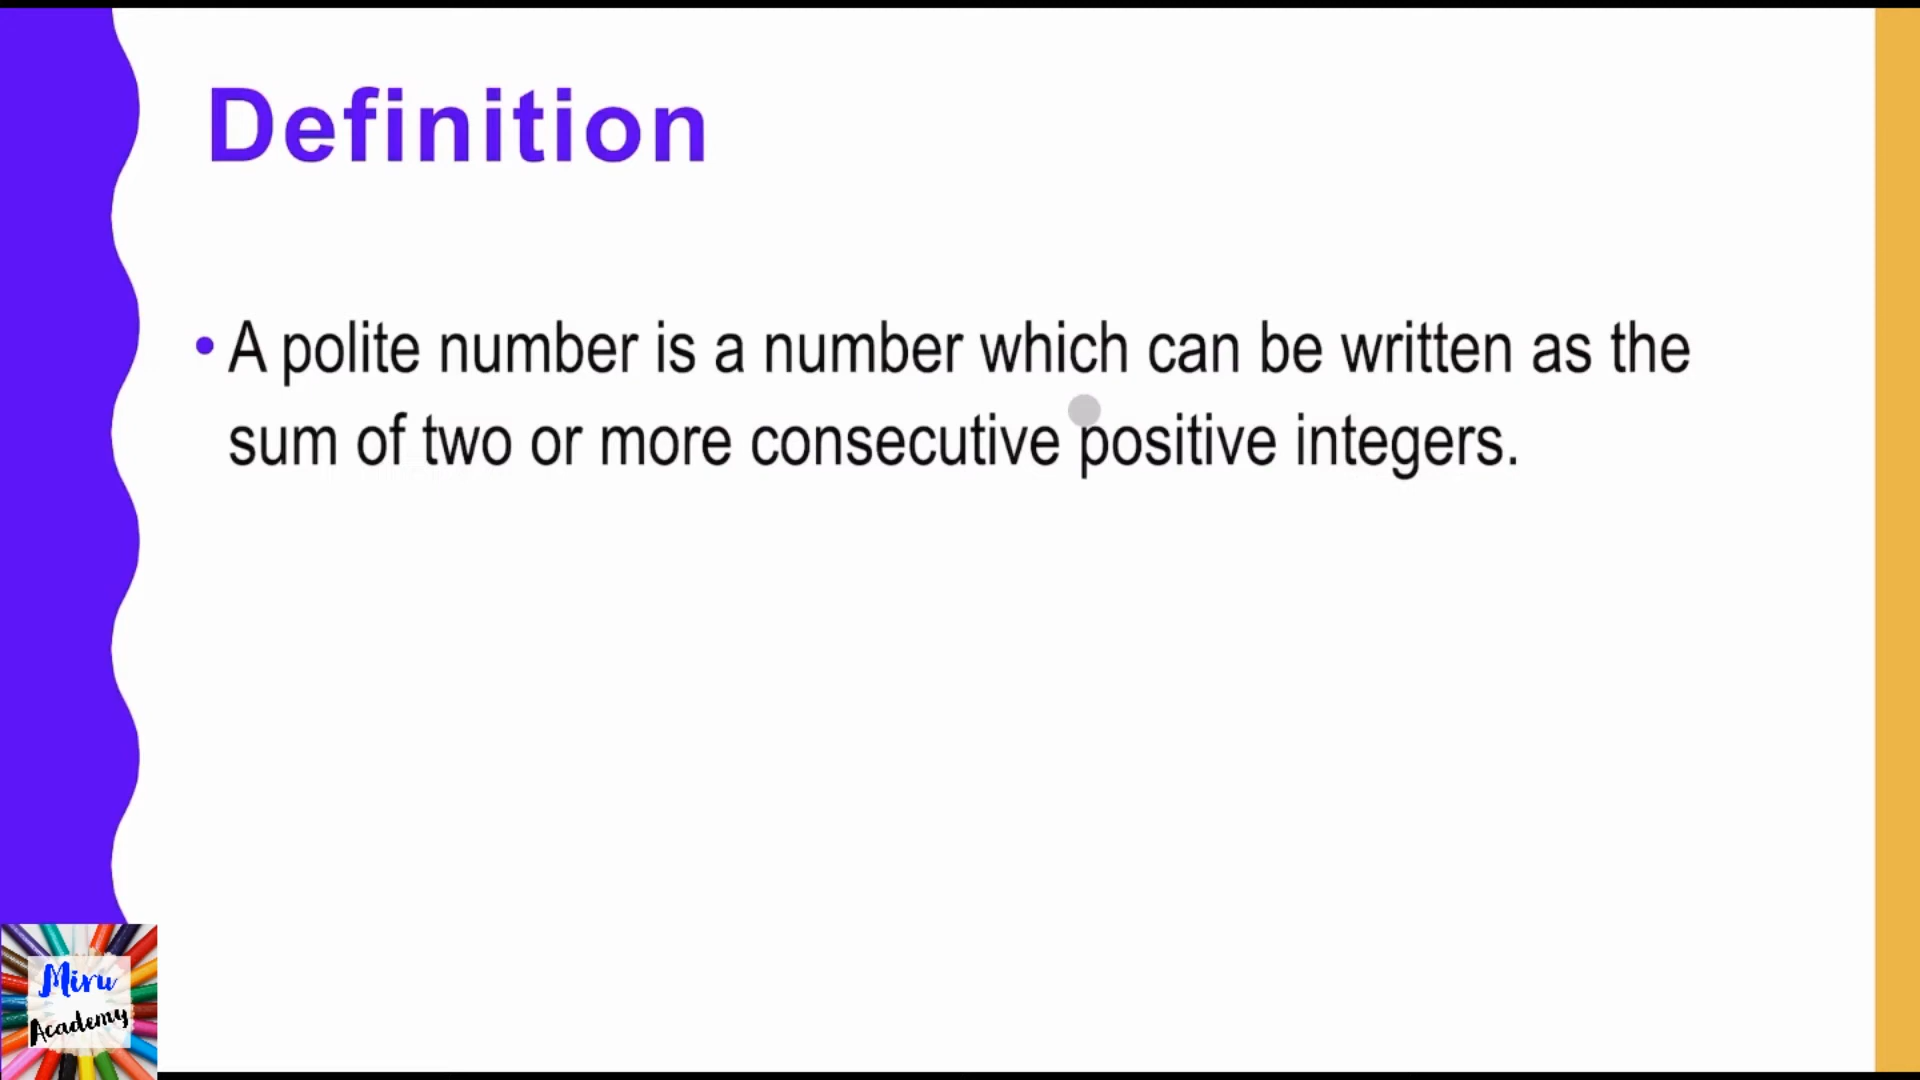 Definition
• A polite number is a number which can be written as the
sum of two or more consecutive positive integers.
Miru
Academy